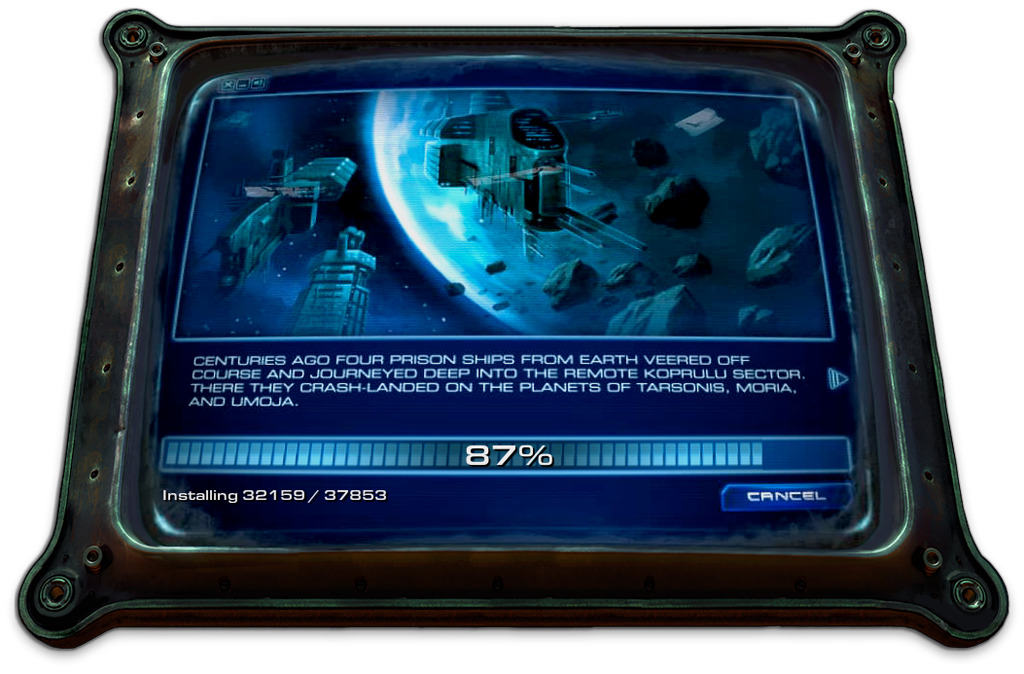 CENTURIES AGO FOUR PRISON SHIPS FROM EARTH VEERED OFF
COURSE AND JOURNEYED DEEP INTO THE REMOTE KOPRULU SECTOR.
THERE THEY CRASH-LANDED ON THE PLANETS OF TARSONIS, MORIA,
AND UMOJA.
87%
Installing 32159 / 37853
CANCEL